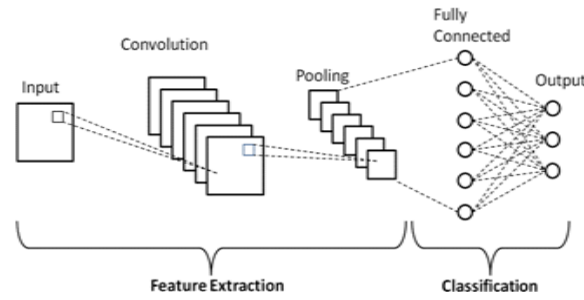 Input
Convolution
Pooling
Fully
Connected
Output
Feature Extraction
Classification